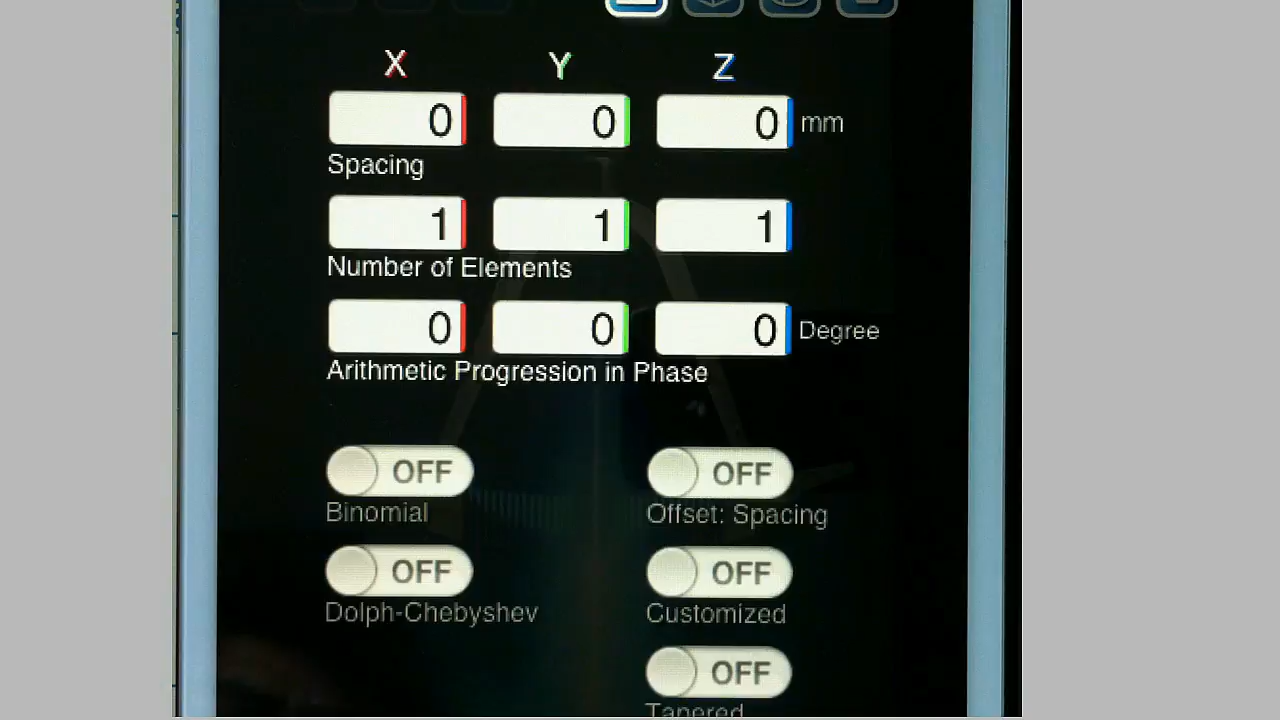 X Y Z
0 0 0 mm
Spacing
1 1 1
Number of Elements
0 0 0 Degree
Arithmetic Progression in Phase
OFF OFF
Binomial Offset: Spacing
OFF OFF
Dolph-Chebyshev Customized
OFF
Tapered